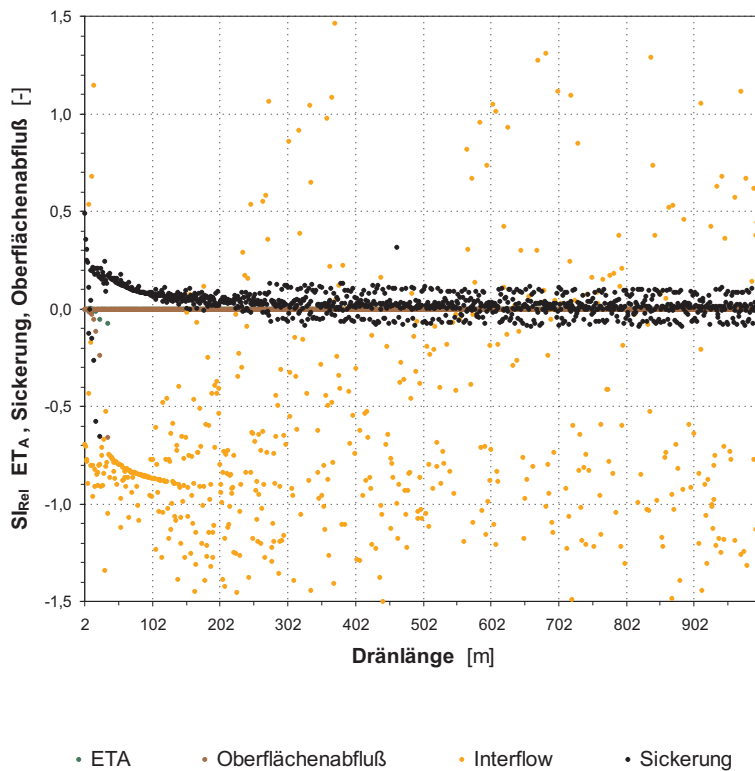 SIRel ETA , Sickerung, Oberflächenabfluß [-]
1,5
1,0
0,5
0,0
-0,5
-1,0
-1,5
2 102 202 302 402 502 602 702 802 902
Dränlänge [m]
ETA Oberflächenabfluß Interflow Sickerung